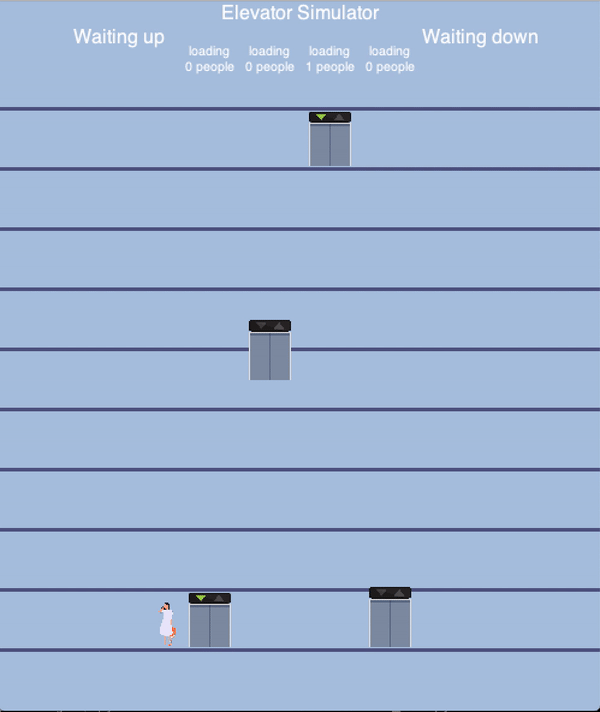 Elevator Simulator
Waiting up
Waiting down
loading
0 people
loading
0 people
loading
1 people
loading
0 people